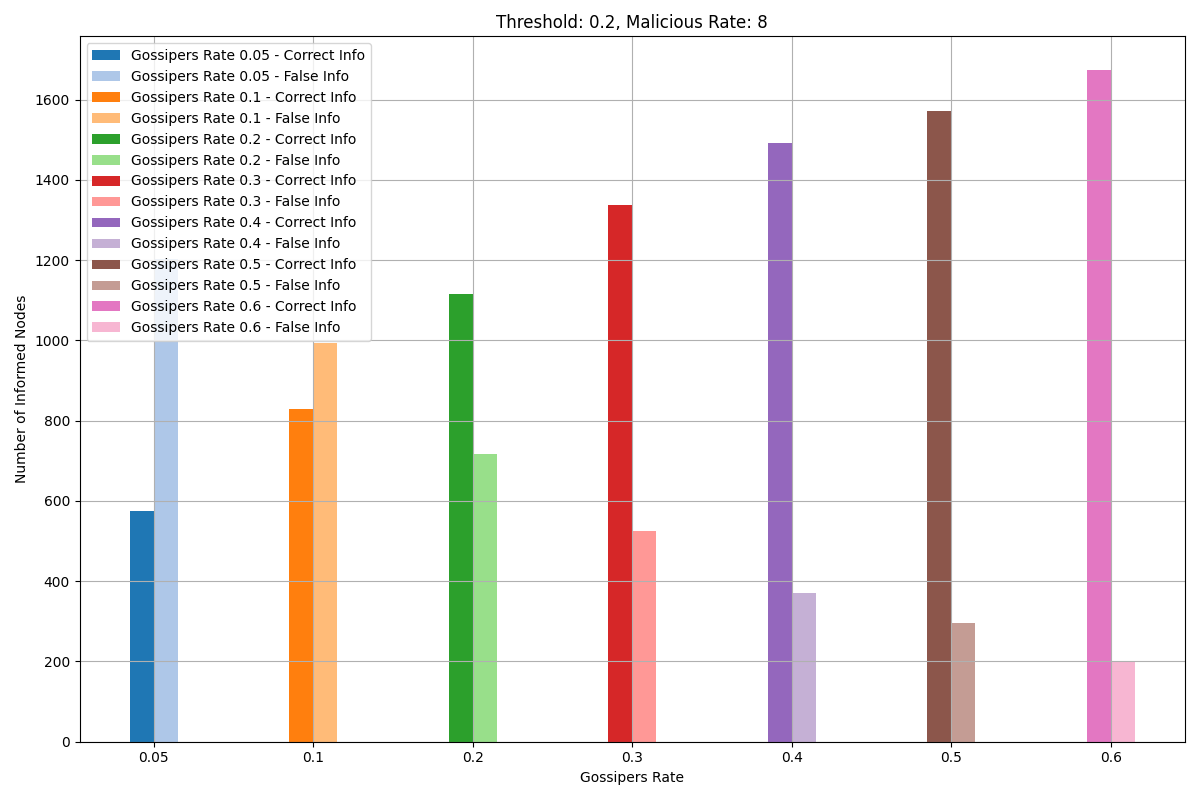 Threshold: 0.2, Malicious Rate: 8
Gossipers Rate 0.05 - Correct Info
Gossipers Rate 0.05 - False Info
Gossipers Rate 0.1 - Correct Info
Gossipers Rate 0.1 - False Info
Gossipers Rate 0.2 - Correct Info
Gossipers Rate 0.2 - False Info
Gossipers Rate 0.3 - Correct Info
Gossipers Rate 0.3 - False Info
Gossipers Rate 0.4 - Correct Info
Gossipers Rate 0.4 - False Info
Gossipers Rate 0.5 - Correct Info
Gossipers Rate 0.5 - False Info
Gossipers Rate 0.6 - Correct Info
Gossipers Rate 0.6 - False Info
Number of Informed Nodes
1600
1400
1200
1000
800
600
400
200
0
0.05 0.1 0.2 0.3 0.4 0.5 0.6
Gossipers Rate